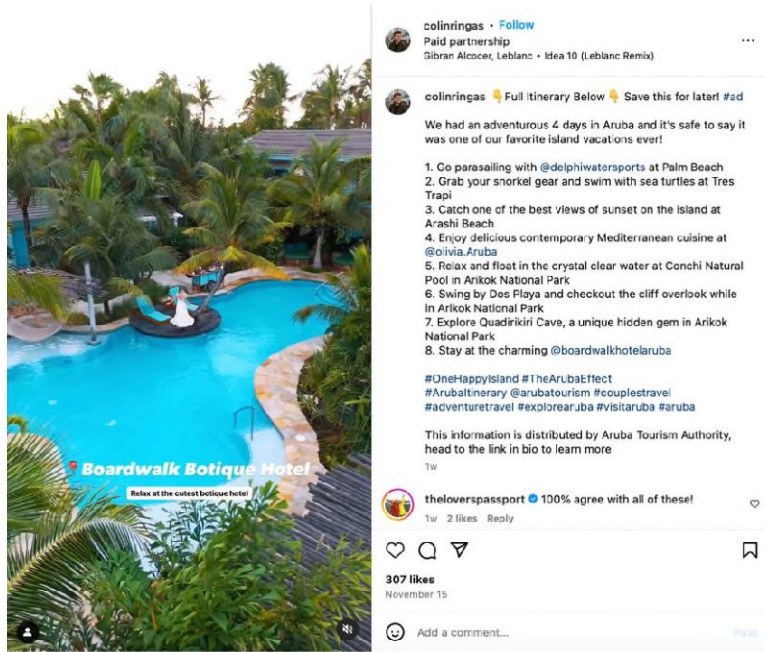 Boardwalk Botique Hotel
Relax at the cutest botique hotel
colinringas • Follow
Paid partnership
Gibran Alcocer, Leblanc • Idea 10 (Leblanc Remix)
colinringas 👇Full Itinerary Below👇 Save this for later! #ad
We had an adventurous 4 days in Aruba and it's safe to say it
was one of our favorite island vacations ever!
1. Go parasailing with @delphiwatersports at Palm Beach
2. Grab your snorkel gear and swim with sea turtles at Tres
Trapi
3. Catch one of the best views of sunset on the island at
Arashi Beach
4. Enjoy delicious contemporary Mediterranean cuisine at
@olivia.Aruba
5. Relax and float in the crystal clear water at Conchi Natural
Pool in Arikok National Park
6. Swing by Dos Playa and checkout the cliff overlook while
in Arikok National Park
7. Explore Quadirikiri Cave, a unique hidden gem in Arikok
National Park
8. Stay at the charming @boardwalkhotelaruba
#OneHappyIsland #TheArubaEffect
#ArubaItinerary @arubatourism #couplestravel
#adventuretravel #explorearuba #visitaruba #aruba
This information is distributed by Aruba Tourism Authority,
head to the link in bio to learn more
1w
theloverspassport 100% agree with all of these!
1w 2 likes Reply
307 likes
November 15
Add a comment...
Post